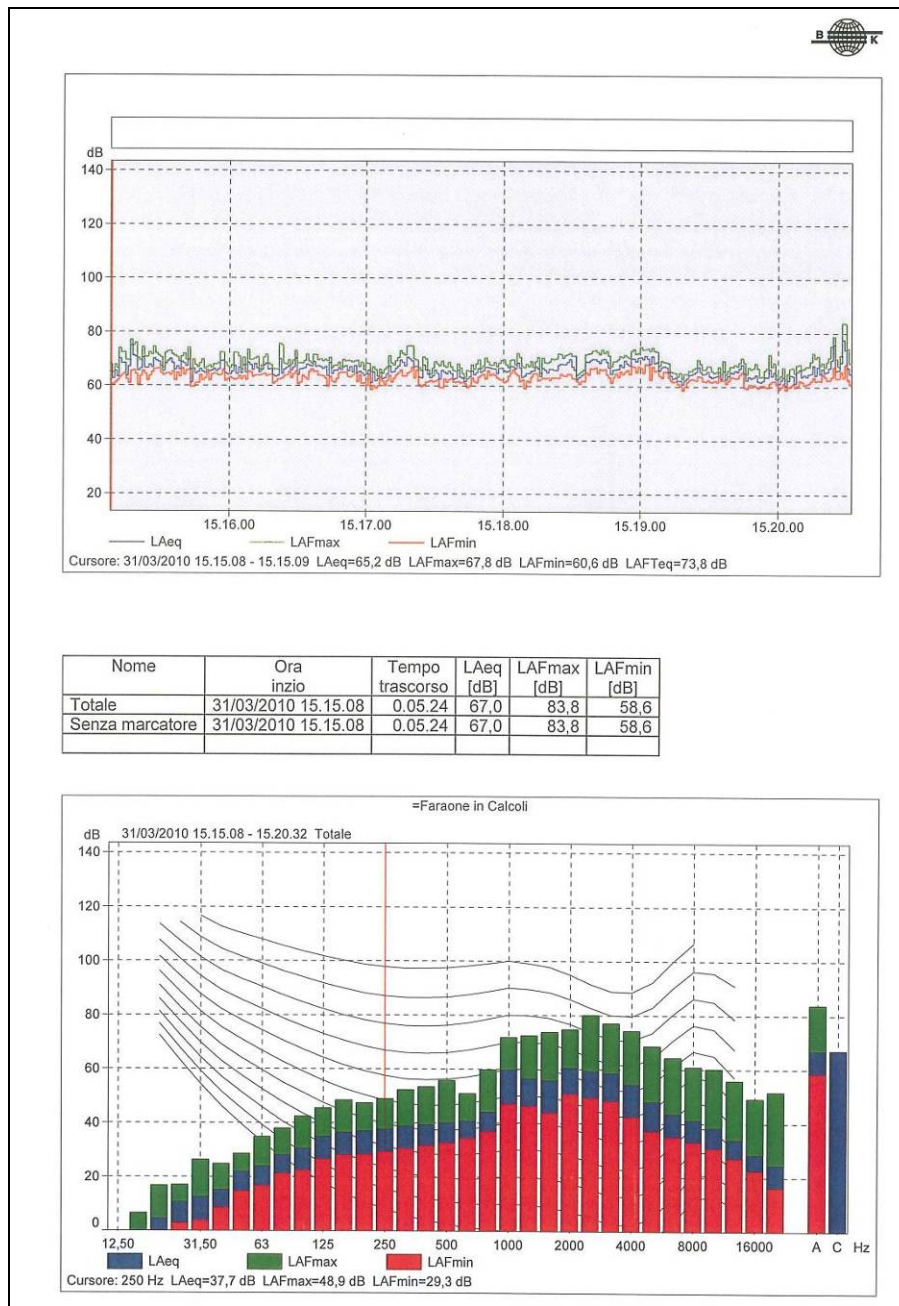 B K
dB
140
120
100
80
60
40
20
15.16.00 15.17.00 15.18.00 15.19.00 15.20.00
LAeq LAFmax LAFmin
Cursore: 31/03/2010 15.15.08 - 15.15.09 LAeq=65,2 dB LAFmax=67,8 dB LAFmin=60,6 dB LAFTeq=73,8 dB
Nome Ora inzio Tempo trascorso LAeq [dB] LAFmax [dB] LAFmin [dB]
Totale 31/03/2010 15.15.08 0.05.24 67,0 83,8 58,6
Senza marcatore 31/03/2010 15.15.08 0.05.24 67,0 83,8 58,6
=Faraone in Calcoli
dB 31/03/2010 15.15.08 - 15.20.32 Totale
140
120
100
80
60
40
20
0
12,50 31,50 63 125 250 500 1000 2000 4000 8000 16000 A C Hz
LAeq LAFmax LAFmin
Cursore: 250 Hz LAeq=37,7 dB LAFmax=48,9 dB LAFmin=29,3 dB